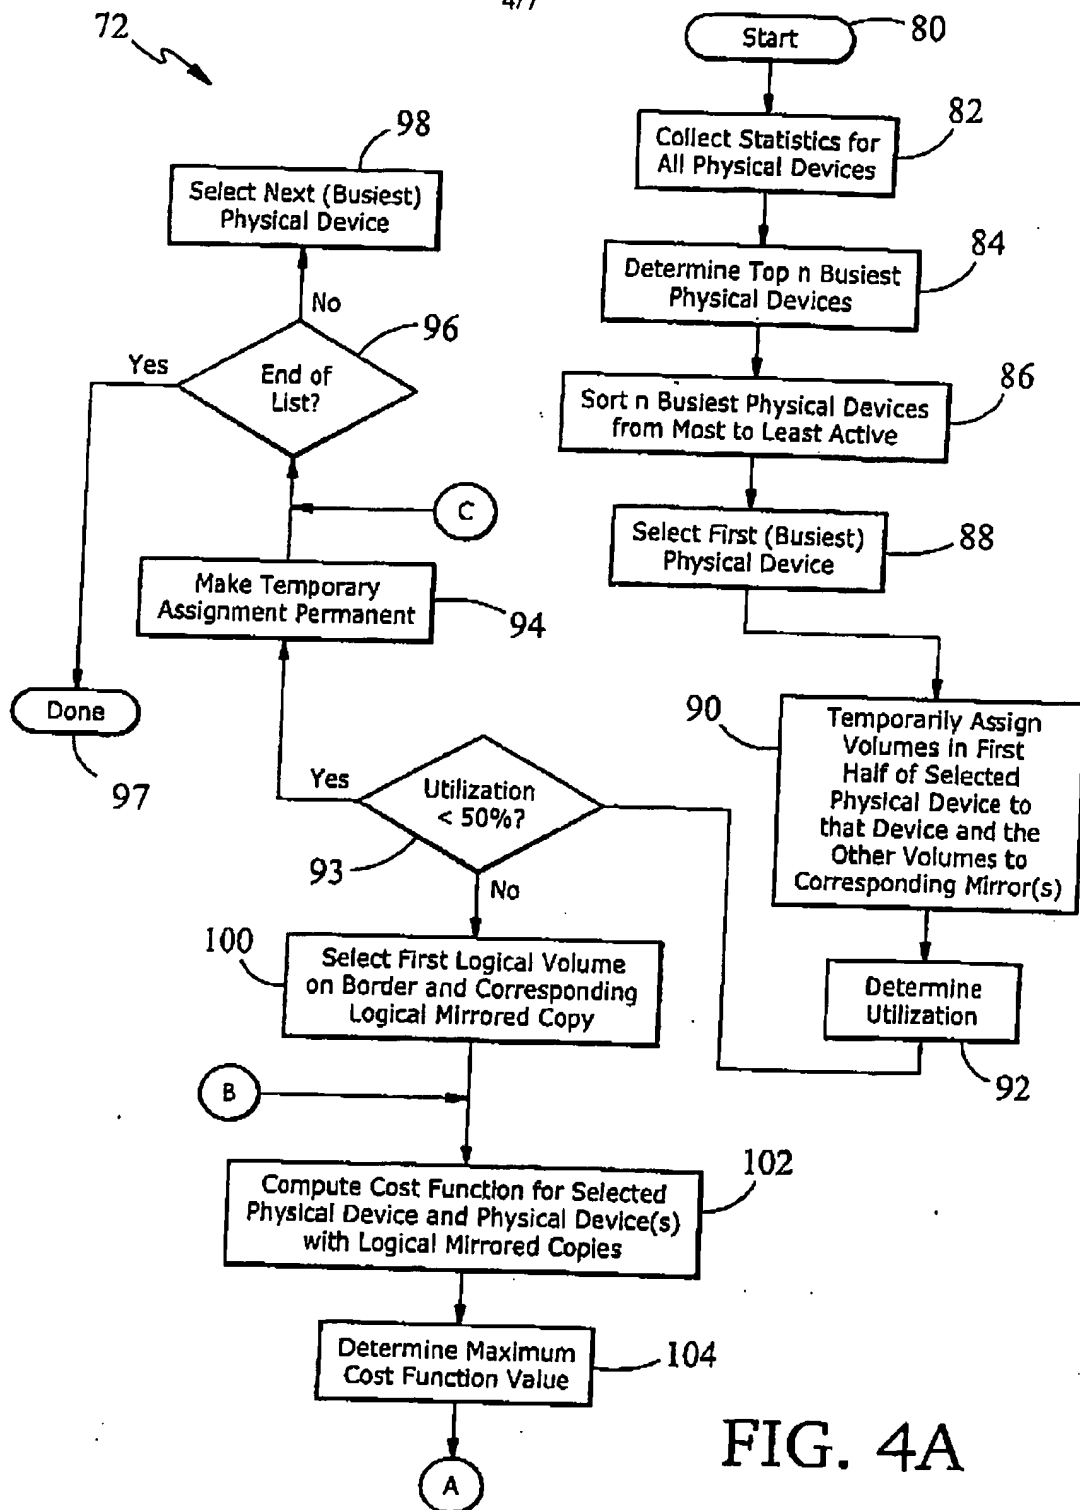 4/7
72
Start
80
Collect Statistics for
All Physical Devices
82
Determine Top n Busiest
Physical Devices
84
Sort n Busiest Physical Devices
from Most to Least Active
86
Select First (Busiest)
Physical Device
88
90
Temporarily Assign
Volumes in First
Half of Selected
Physical Device to
that Device and the
Other Volumes to
Corresponding Mirror(s)
Determine
Utilization
92
Utilization
< 50%?
93
Yes
No
Make Temporary
Assignment Permanent
94
C
End of
List?
96
Yes
No
Select Next (Busiest)
Physical Device
98
Done
97
100
Select First Logical Volume
on Border and Corresponding
Logical Mirrored Copy
B
Compute Cost Function for Selected
Physical Device and Physical Device(s)
with Logical Mirrored Copies
102
Determine Maximum
Cost Function Value
104
A
FIG. 4A